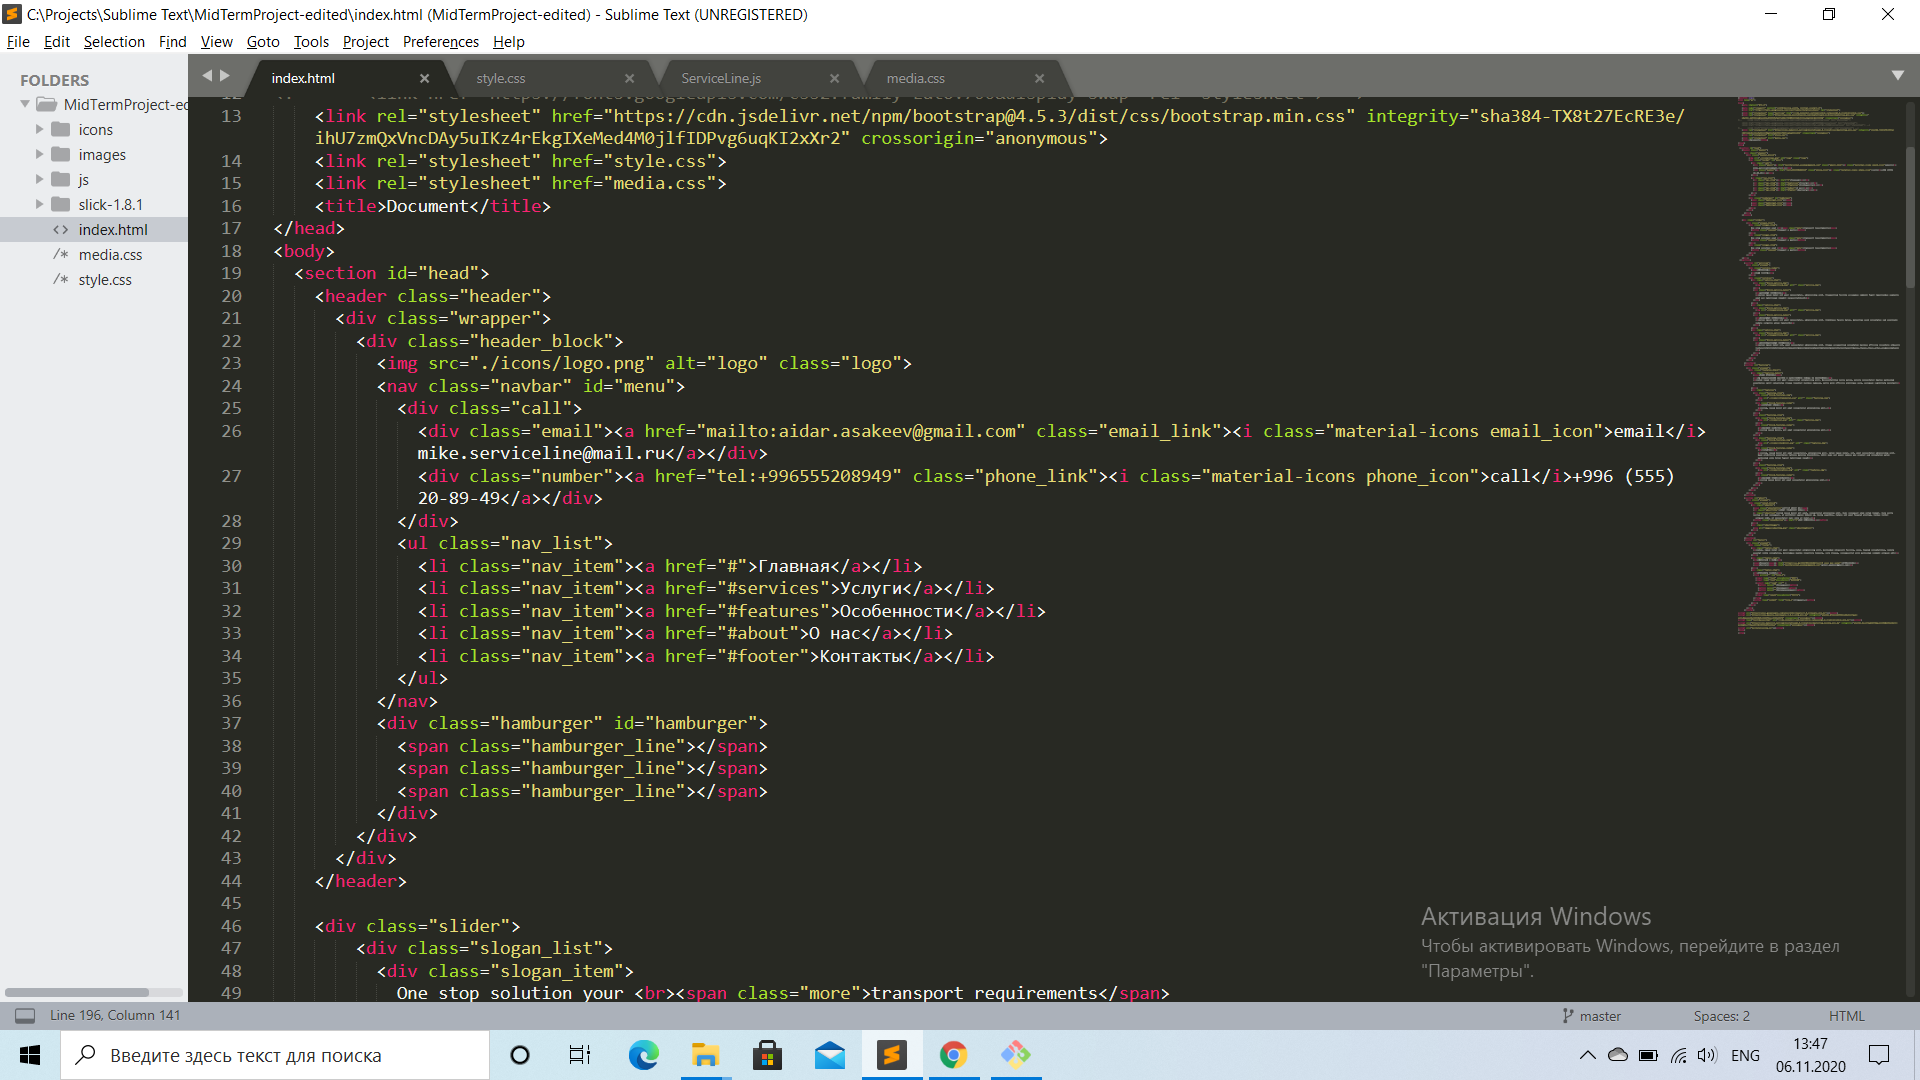 C:\Projects\Sublime Text\MidTermProject-edited\index.html (MidTermProject-edited) - Sublime Text (UNREGISTERED)
File Edit Selection Find View Goto Tools Project Preferences Help
FOLDERS
MidTermProject-ed
icons
images
js
slick-1.8.1
<> index.html
/* media.css
/* style.css
index.html × style.css × ServiceLine.js × media.css ×
13 <link rel="stylesheet" href="https://cdn.jsdelivr.net/npm/bootstrap@4.5.3/dist/css/bootstrap.min.css" integrity="sha384-TX8t27EcRE3e/
ihU7zmQxVncDAy5uIKz4rEkgIXeMed4M0jlfIDPvg6uqKI2xXr2" crossorigin="anonymous">
14 <link rel="stylesheet" href="style.css">
15 <link rel="stylesheet" href="media.css">
16 <title>Document</title>
17 </head>
18 <body>
19 <section id="head">
20 <header class="header">
21 <div class="wrapper">
22 <div class="header_block">
23 <img src="./icons/logo.png" alt="logo" class="logo">
24 <nav class="navbar" id="menu">
25 <div class="call">
26 <div class="email"><a href="mailto:aidar.asakeev@gmail.com" class="email_link"><i class="material-icons email_icon">email</i>
mike.serviceline@mail.ru</a></div>
27 <div class="number"><a href="tel:+996555208949" class="phone_link"><i class="material-icons phone_icon">call</i>+996 (555)
20-89-49</a></div>
28 </div>
29 <ul class="nav_list">
30 <li class="nav_item"><a href="#">Главная</a></li>
31 <li class="nav_item"><a href="#services">Услуги</a></li>
32 <li class="nav_item"><a href="#features">Особенности</a></li>
33 <li class="nav_item"><a href="#about">О нас</a></li>
34 <li class="nav_item"><a href="#footer">Контакты</a></li>
35 </ul>
36 </nav>
37 <div class="hamburger" id="hamburger">
38 <span class="hamburger_line"></span>
39 <span class="hamburger_line"></span>
40 <span class="hamburger_line"></span>
41 </div>
42 </div>
43 </div>
44 </header>
45
46 <div class="slider">
47 <div class="slogan_list">
48 <div class="slogan_item">
49 One stop solution your <br><span class="more">transport requirements</span>
Активация Windows
Чтобы активировать Windows, перейдите в раздел
"Параметры".
Line 196, Column 141 master Spaces: 2 HTML
Введите здесь текст для поиска
ENG
13:47
06.11.2020